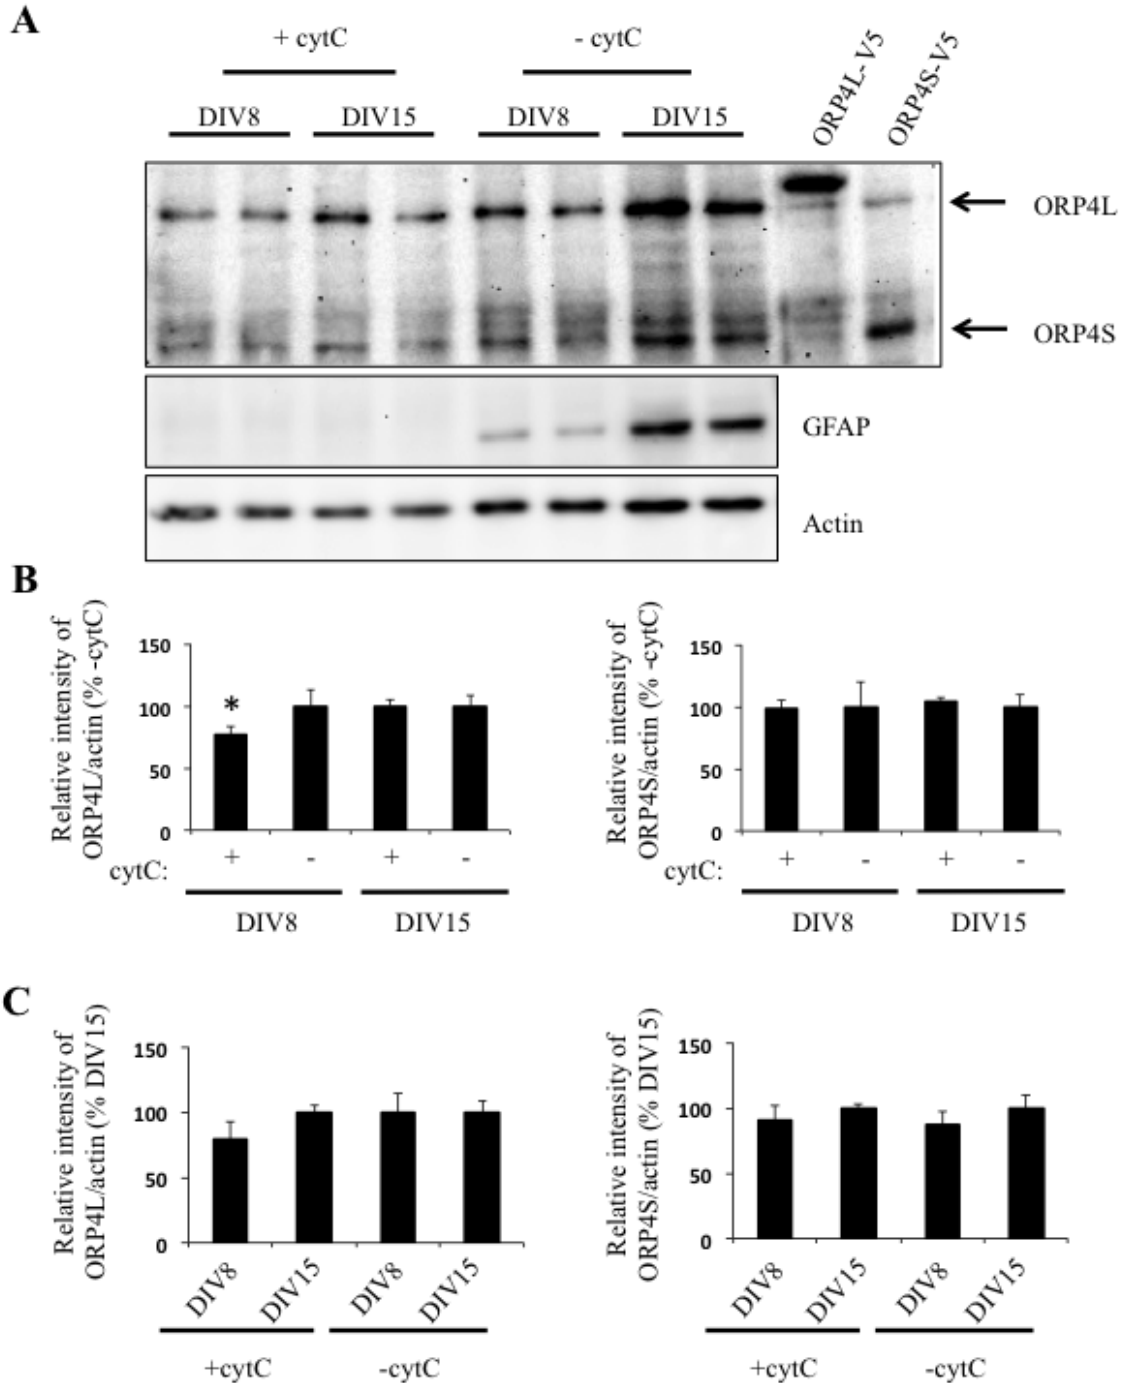 A
+ cytC
- cytC
DIV8
DIV15
DIV8
DIV15
ORP4L-V5
ORP4S-V5
ORP4L
ORP4S
GFAP
Actin
B
Relative intensity of
ORP4L/actin (% -cytC)
150
100
50
0
*
cytC:
+
-
+
-
DIV8
DIV15
Relative intensity of
ORP4S/actin (% -cytC)
150
100
50
0
cytC:
+
-
+
-
DIV8
DIV15
C
Relative intensity of
ORP4L/actin (% DIV15)
150
100
50
0
DIV8
DIV15
DIV8
DIV15
+cytC
-cytC
Relative intensity of
ORP4S/actin (% DIV15)
150
100
50
0
DIV8
DIV15
DIV8
DIV15
+cytC
-cytC